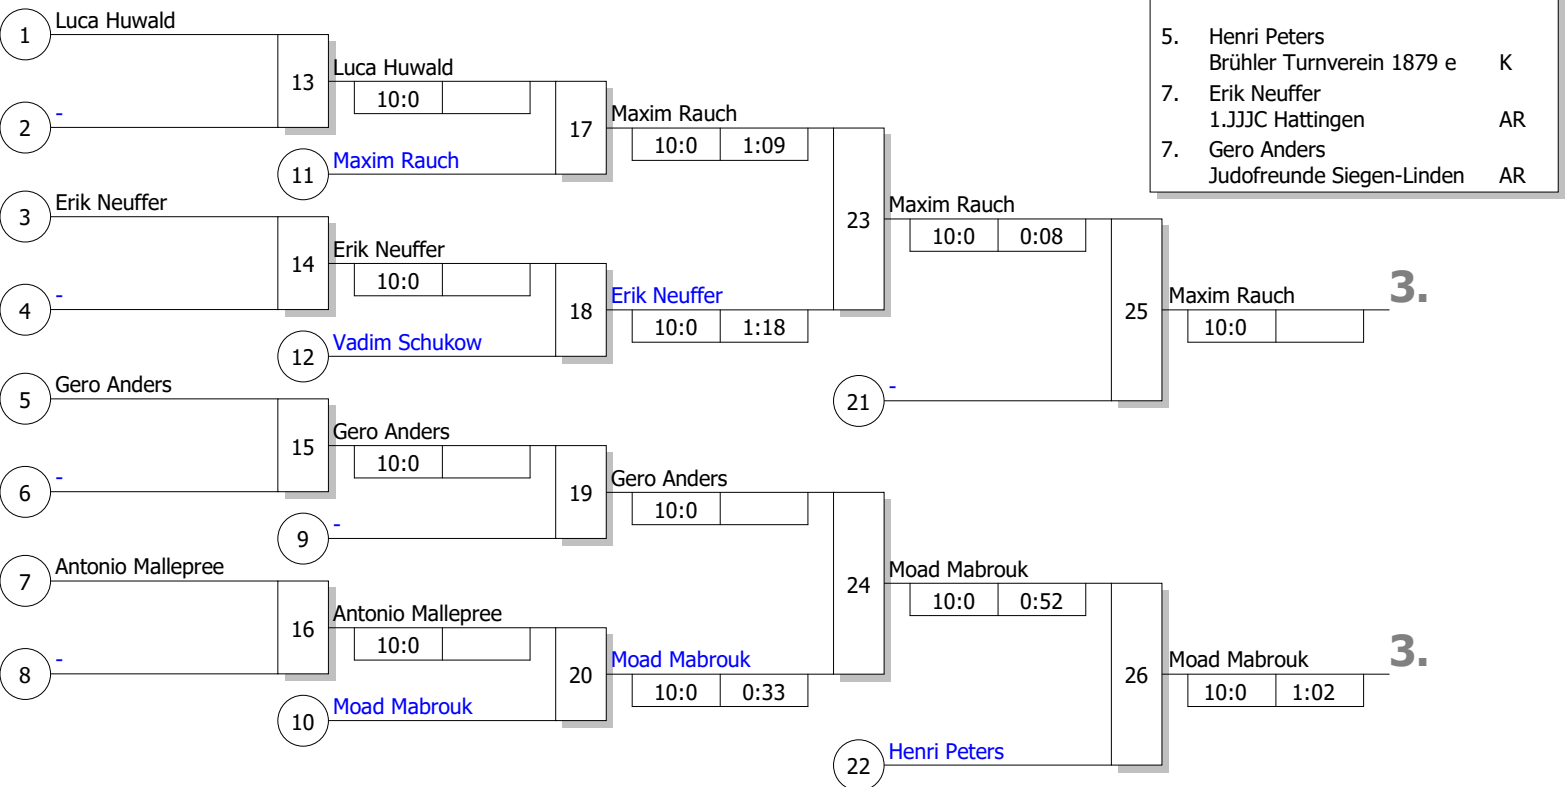 1 Luca Huwald
2 -
13 Luca Huwald
10:0
11 Maxim Rauch
17 Maxim Rauch
10:0 1:09
3 Erik Neuffer
4 -
14 Erik Neuffer
10:0
12 Vadim Schukow
18 Erik Neuffer
10:0 1:18
23 Maxim Rauch
10:0 0:08
21 -
25 Maxim Rauch 3.
10:0
5 Gero Anders
6 -
15 Gero Anders
10:0
9 -
19 Gero Anders
10:0
7 Antonio Mallepree
8 -
16 Antonio Mallepree
10:0
10 Moad Mabrouk
20 Moad Mabrouk
10:0 0:33
24 Moad Mabrouk
10:0 0:52
22 Henri Peters
26 Moad Mabrouk 3.
10:0 1:02
5. Henri Peters
Brühler Turnverein 1879 e K
7. Erik Neuffer
1.JJJC Hattingen AR
7. Gero Anders
Judofreunde Siegen-Linden AR